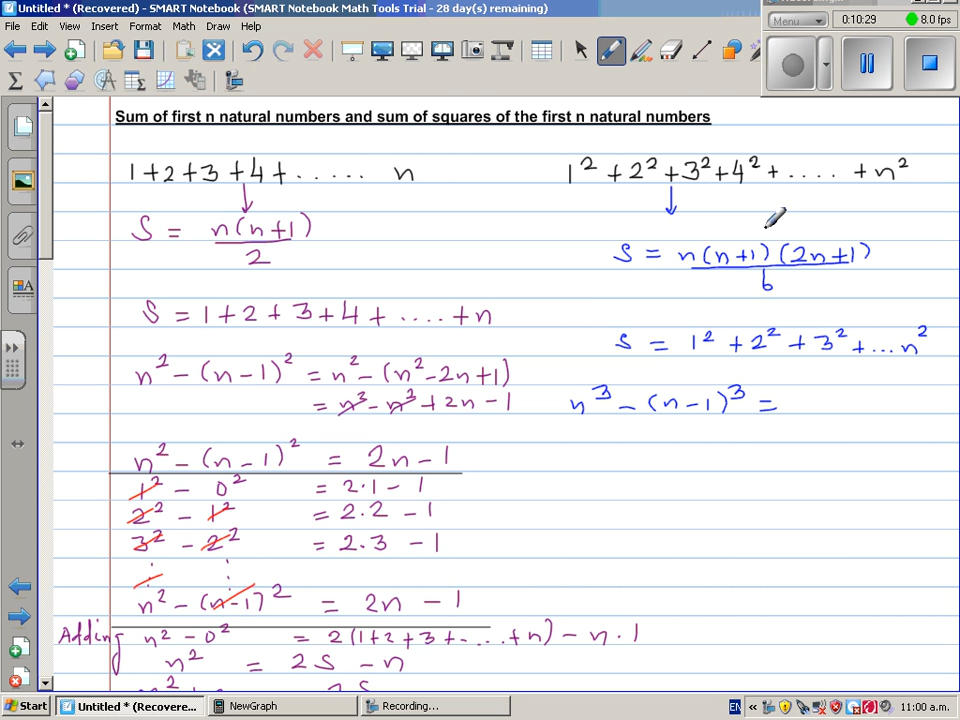 Untitled * (Recovered) - SMART Notebook (SMART Notebook Math Tools Trial - 28 day(s) remaining)
File Edit View Insert Format Math Draw Help
Menu 0:10:29 8.0 fps
Sum of first n natural numbers and sum of squares of the first n natural numbers
1+2+3+4+..... n
S = n(n+1)/2
S = 1+2+3+4+....+n
n² - (n-1)² = n² - (n²-2n+1)
= n² - n² + 2n - 1
n² - (n-1)² = 2n-1
1² - 0² = 2.1 - 1
2² - 1² = 2.2 - 1
3² - 2² = 2.3 - 1
⋮ ⋮
n² - (n-1)² = 2n - 1
Adding n² - 0² = 2(1+2+3+....+n) - n.1
n² = 2S - n
1² + 2² + 3² + 4² + .... + n²
S = n(n+1)(2n+1)/6
S = 1² + 2² + 3² + ... n²
n³ - (n-1)³ =
Start Untitled * (Recovere... NewGraph Recording... EN 11:00 a.m.